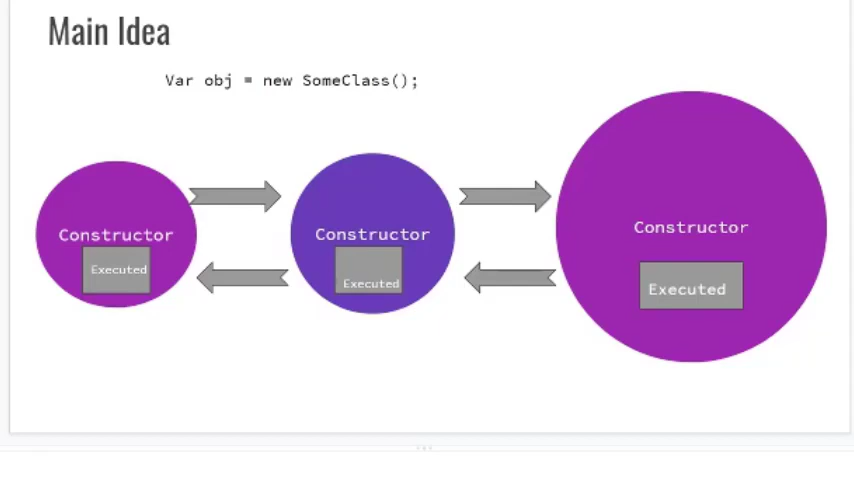 Main Idea
Var obj = new SomeClass();
Constructor
Executed
Constructor
Executed
Constructor
Executed